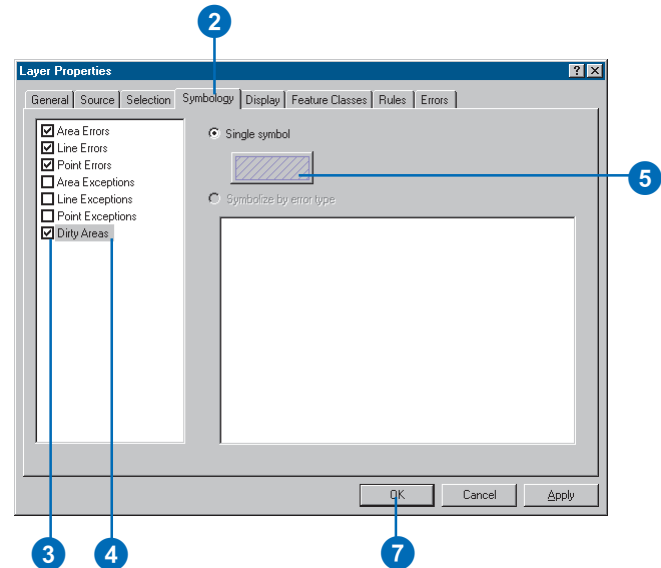 2
Layer Properties
General Source Selection Symbology Display Feature Classes Rules Errors
Area Errors
Line Errors
Point Errors
Area Exceptions
Line Exceptions
Point Exceptions
Dirty Areas
Single symbol
5
Symbolize by error type
OK Cancel Apply
3 4 7